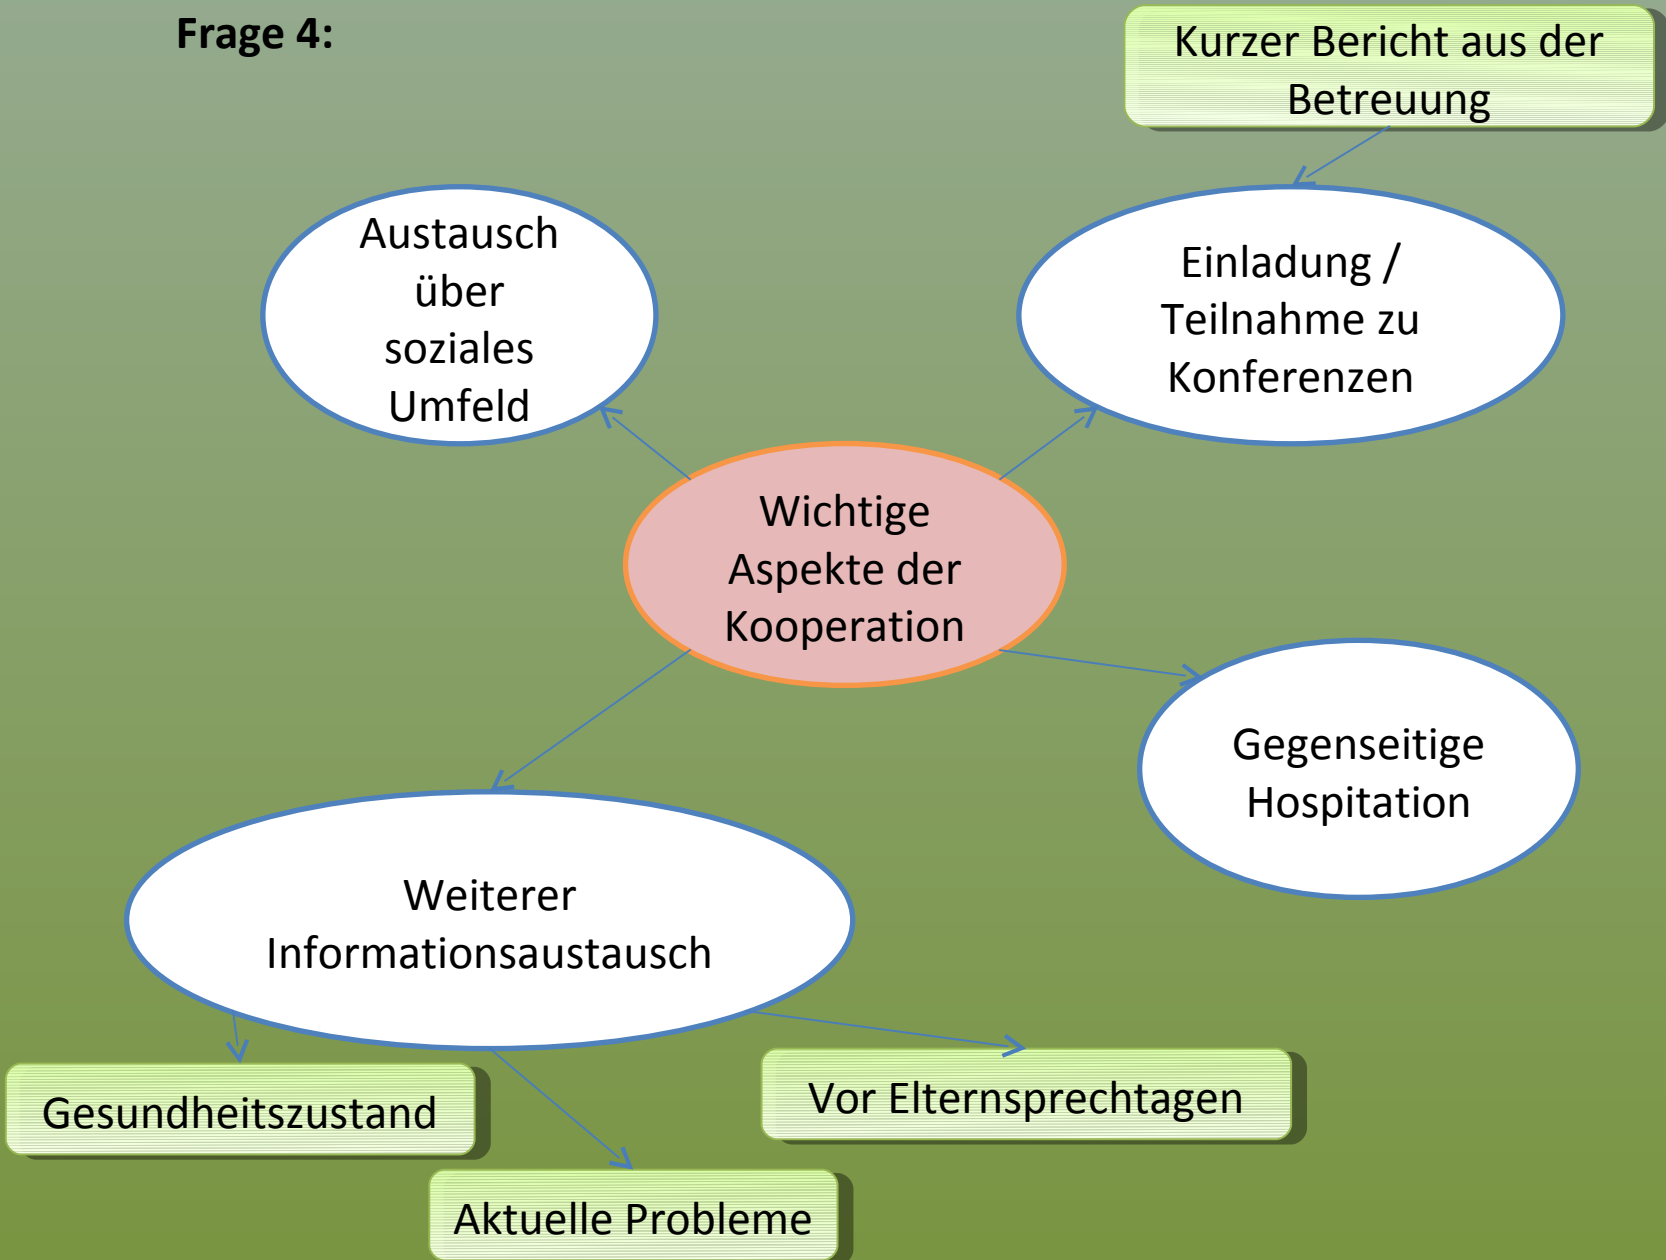 Frage 4:
Kurzer Bericht aus der
Betreuung
Austausch
über
soziales
Umfeld
Einladung /
Teilnahme zu
Konferenzen
Wichtige
Aspekte der
Kooperation
Gegenseitige
Hospitation
Weiterer
Informationsaustausch
Gesundheitszustand
Vor Elternsprechtagen
Aktuelle Probleme